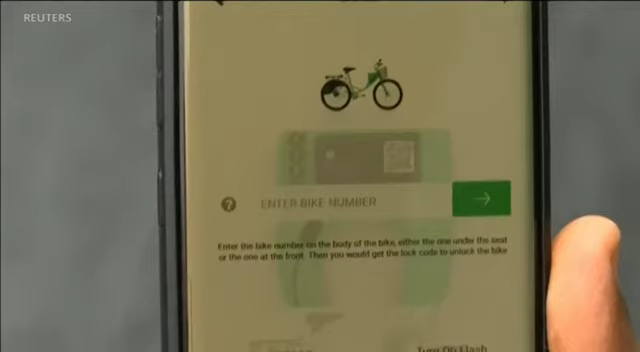 REUTERS
ENTER BIKE NUMBER
Enter the bike number on the body of the bike, either the one under the seat
or the one at the front. Then you would get the lock code to unlock the bike
Turn On Flash